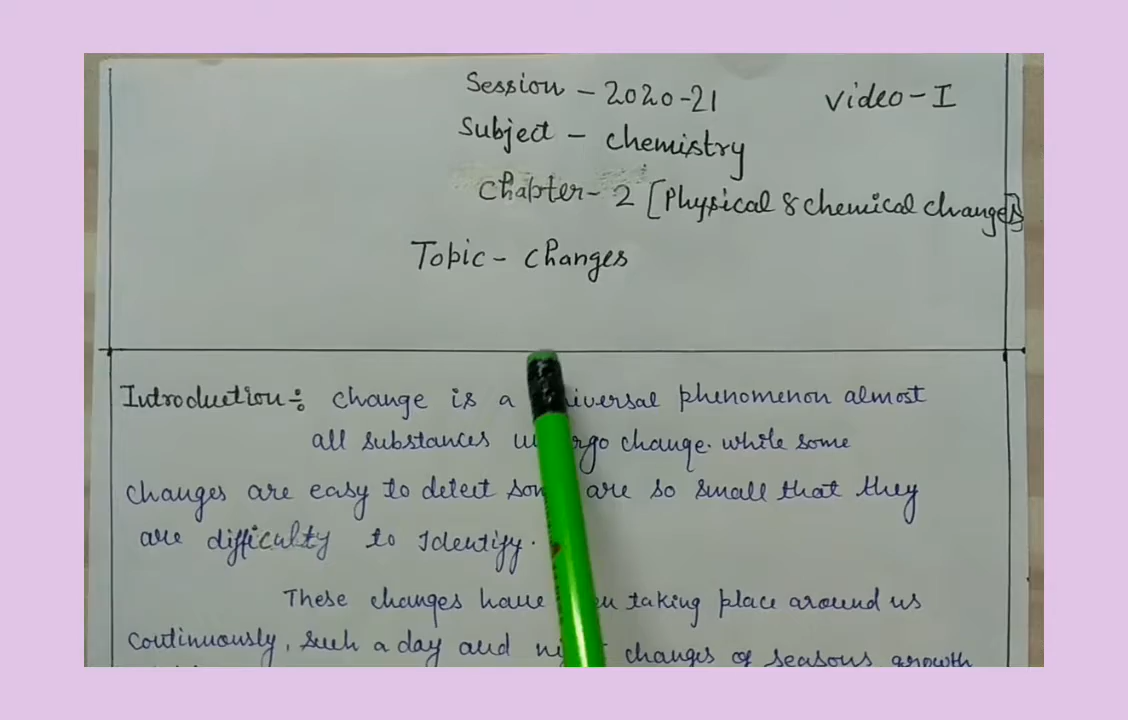 Session - 2020-21
Video - I
Subject - chemistry
Chapter - 2 [Physical & chemical changes]
Topic - changes
Introduction ÷ change is a phenomenon almost
all substances change. while some
changes are easy to detect are so small that they
are difficulty to Identify.
These changes have taking place around us
continuously, such a day and changes of seasons growth